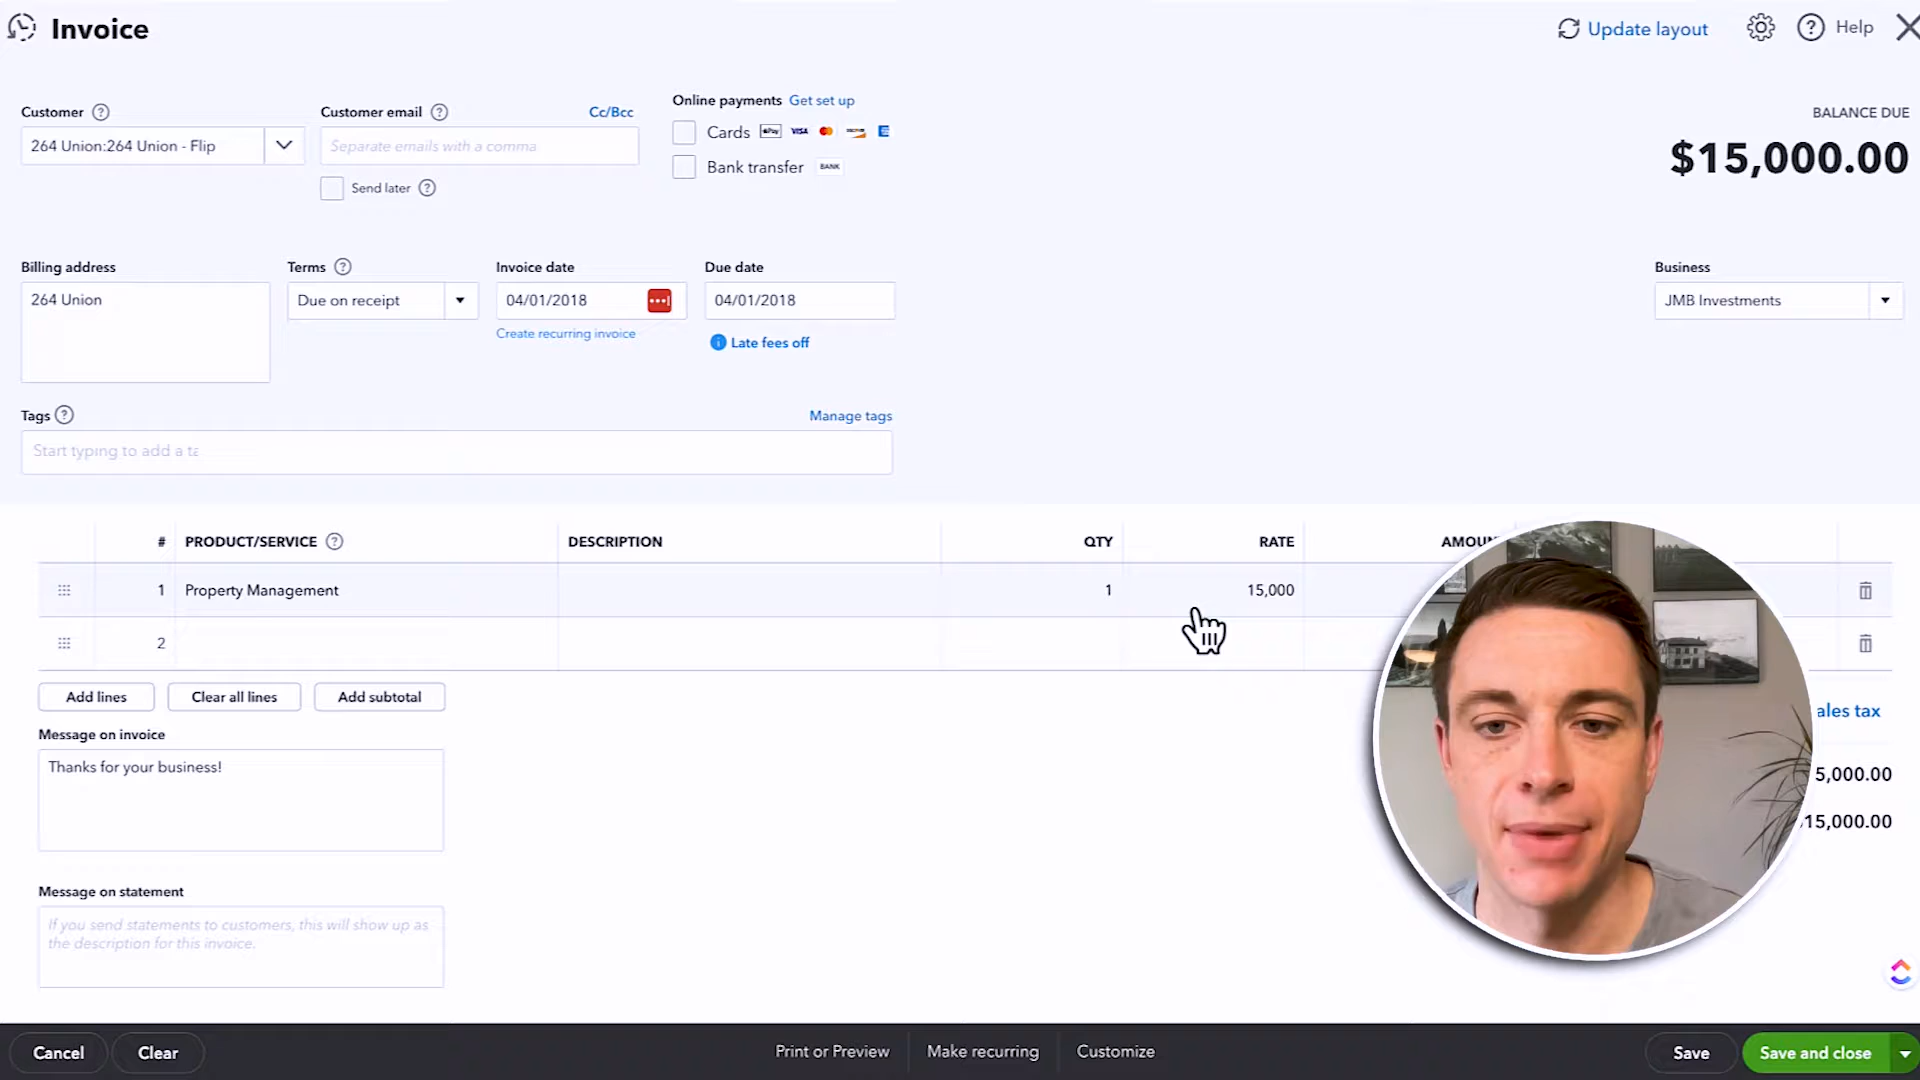 Invoice
Update layout
Help
Customer
264 Union:264 Union - Flip
Customer email
Cc/Bcc
Separate emails with a comma
Send later
Online payments Get set up
Cards
Pay
VISA
Bank transfer
BANK
BALANCE DUE
$15,000.00
Billing address
264 Union
Terms
Due on receipt
Invoice date
04/01/2018
Create recurring invoice
Due date
04/01/2018
Late fees off
Business
JMB Investments
Tags
Manage tags
Start typing to add a ta
# PRODUCT/SERVICE DESCRIPTION QTY RATE AMOUN
1 Property Management 1 15,000
2
Add lines Clear all lines Add subtotal
ales tax
Message on invoice
Thanks for your business!
5,000.00
15,000.00
Message on statement
If you send statements to customers, this will show up as
the description for this invoice.
Cancel Clear Print or Preview Make recurring Customize Save Save and close